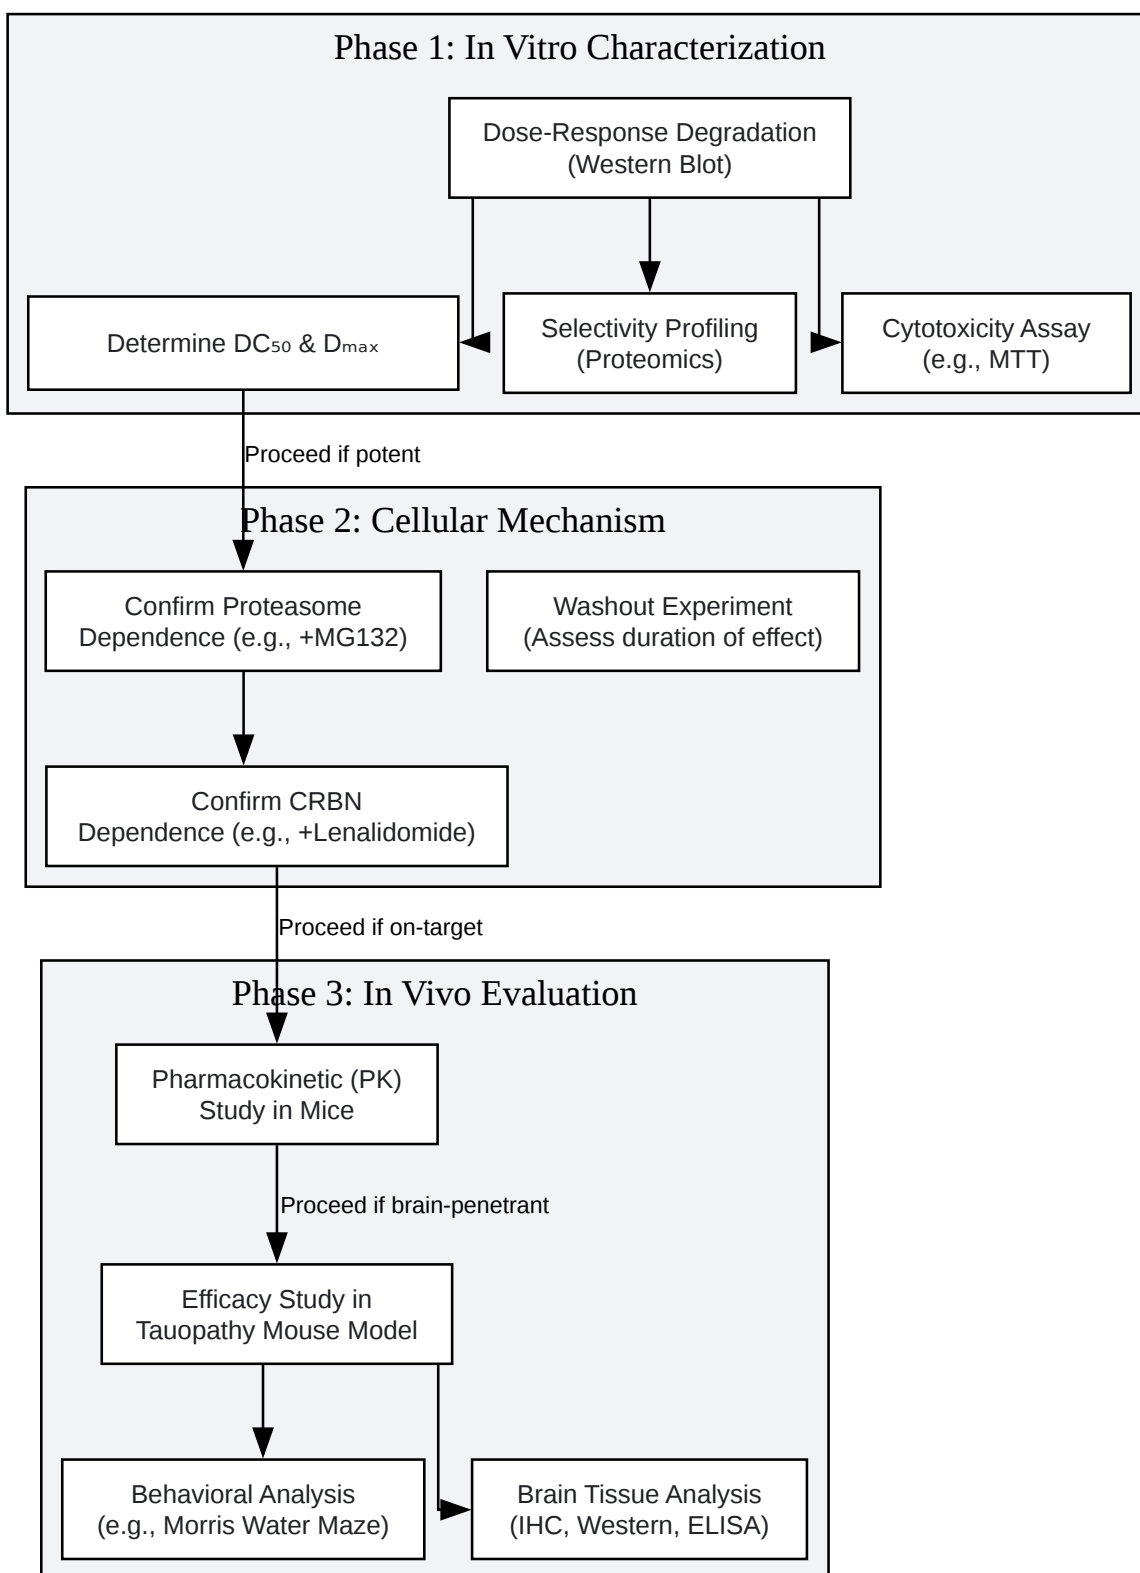 Phase 1: In Vitro Characterization
Dose-Response Degradation
(Western Blot)
Determine DC₅₀ & Dₘₐₓ
Selectivity Profiling
(Proteomics)
Cytotoxicity Assay
(e.g., MTT)
Proceed if potent
Phase 2: Cellular Mechanism
Confirm Proteasome
Dependence (e.g., +MG132)
Washout Experiment
(Assess duration of effect)
Confirm CRBN
Dependence (e.g., +Lenalidomide)
Proceed if on-target
Phase 3: In Vivo Evaluation
Pharmacokinetic (PK)
Study in Mice
Proceed if brain-penetrant
Efficacy Study in
Tauopathy Mouse Model
Behavioral Analysis
(e.g., Morris Water Maze)
Brain Tissue Analysis
(IHC, Western, ELISA)